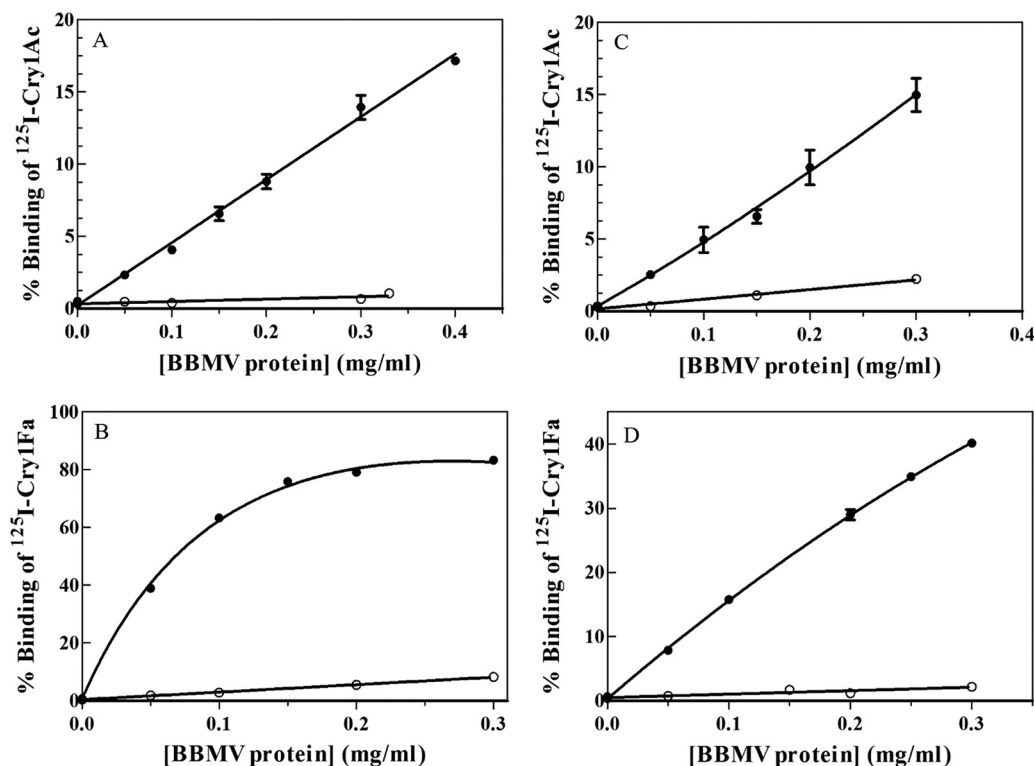 A
% Binding of ¹²⁵I-Cry1Ac
20
15
10
5
0
0.0 0.1 0.2 0.3 0.4
[BBMV protein] (mg/ml)
C
% Binding of ¹²⁵I-Cry1Ac
20
15
10
5
0
0.0 0.1 0.2 0.3 0.4
[BBMV protein] (mg/ml)
B
% Binding of ¹²⁵I-Cry1Fa
100
80
60
40
20
0
0.0 0.1 0.2 0.3
[BBMV protein] (mg/ml)
D
% Binding of ¹²⁵I-Cry1Fa
40
30
20
10
0
0.0 0.1 0.2 0.3
[BBMV protein] (mg/ml)